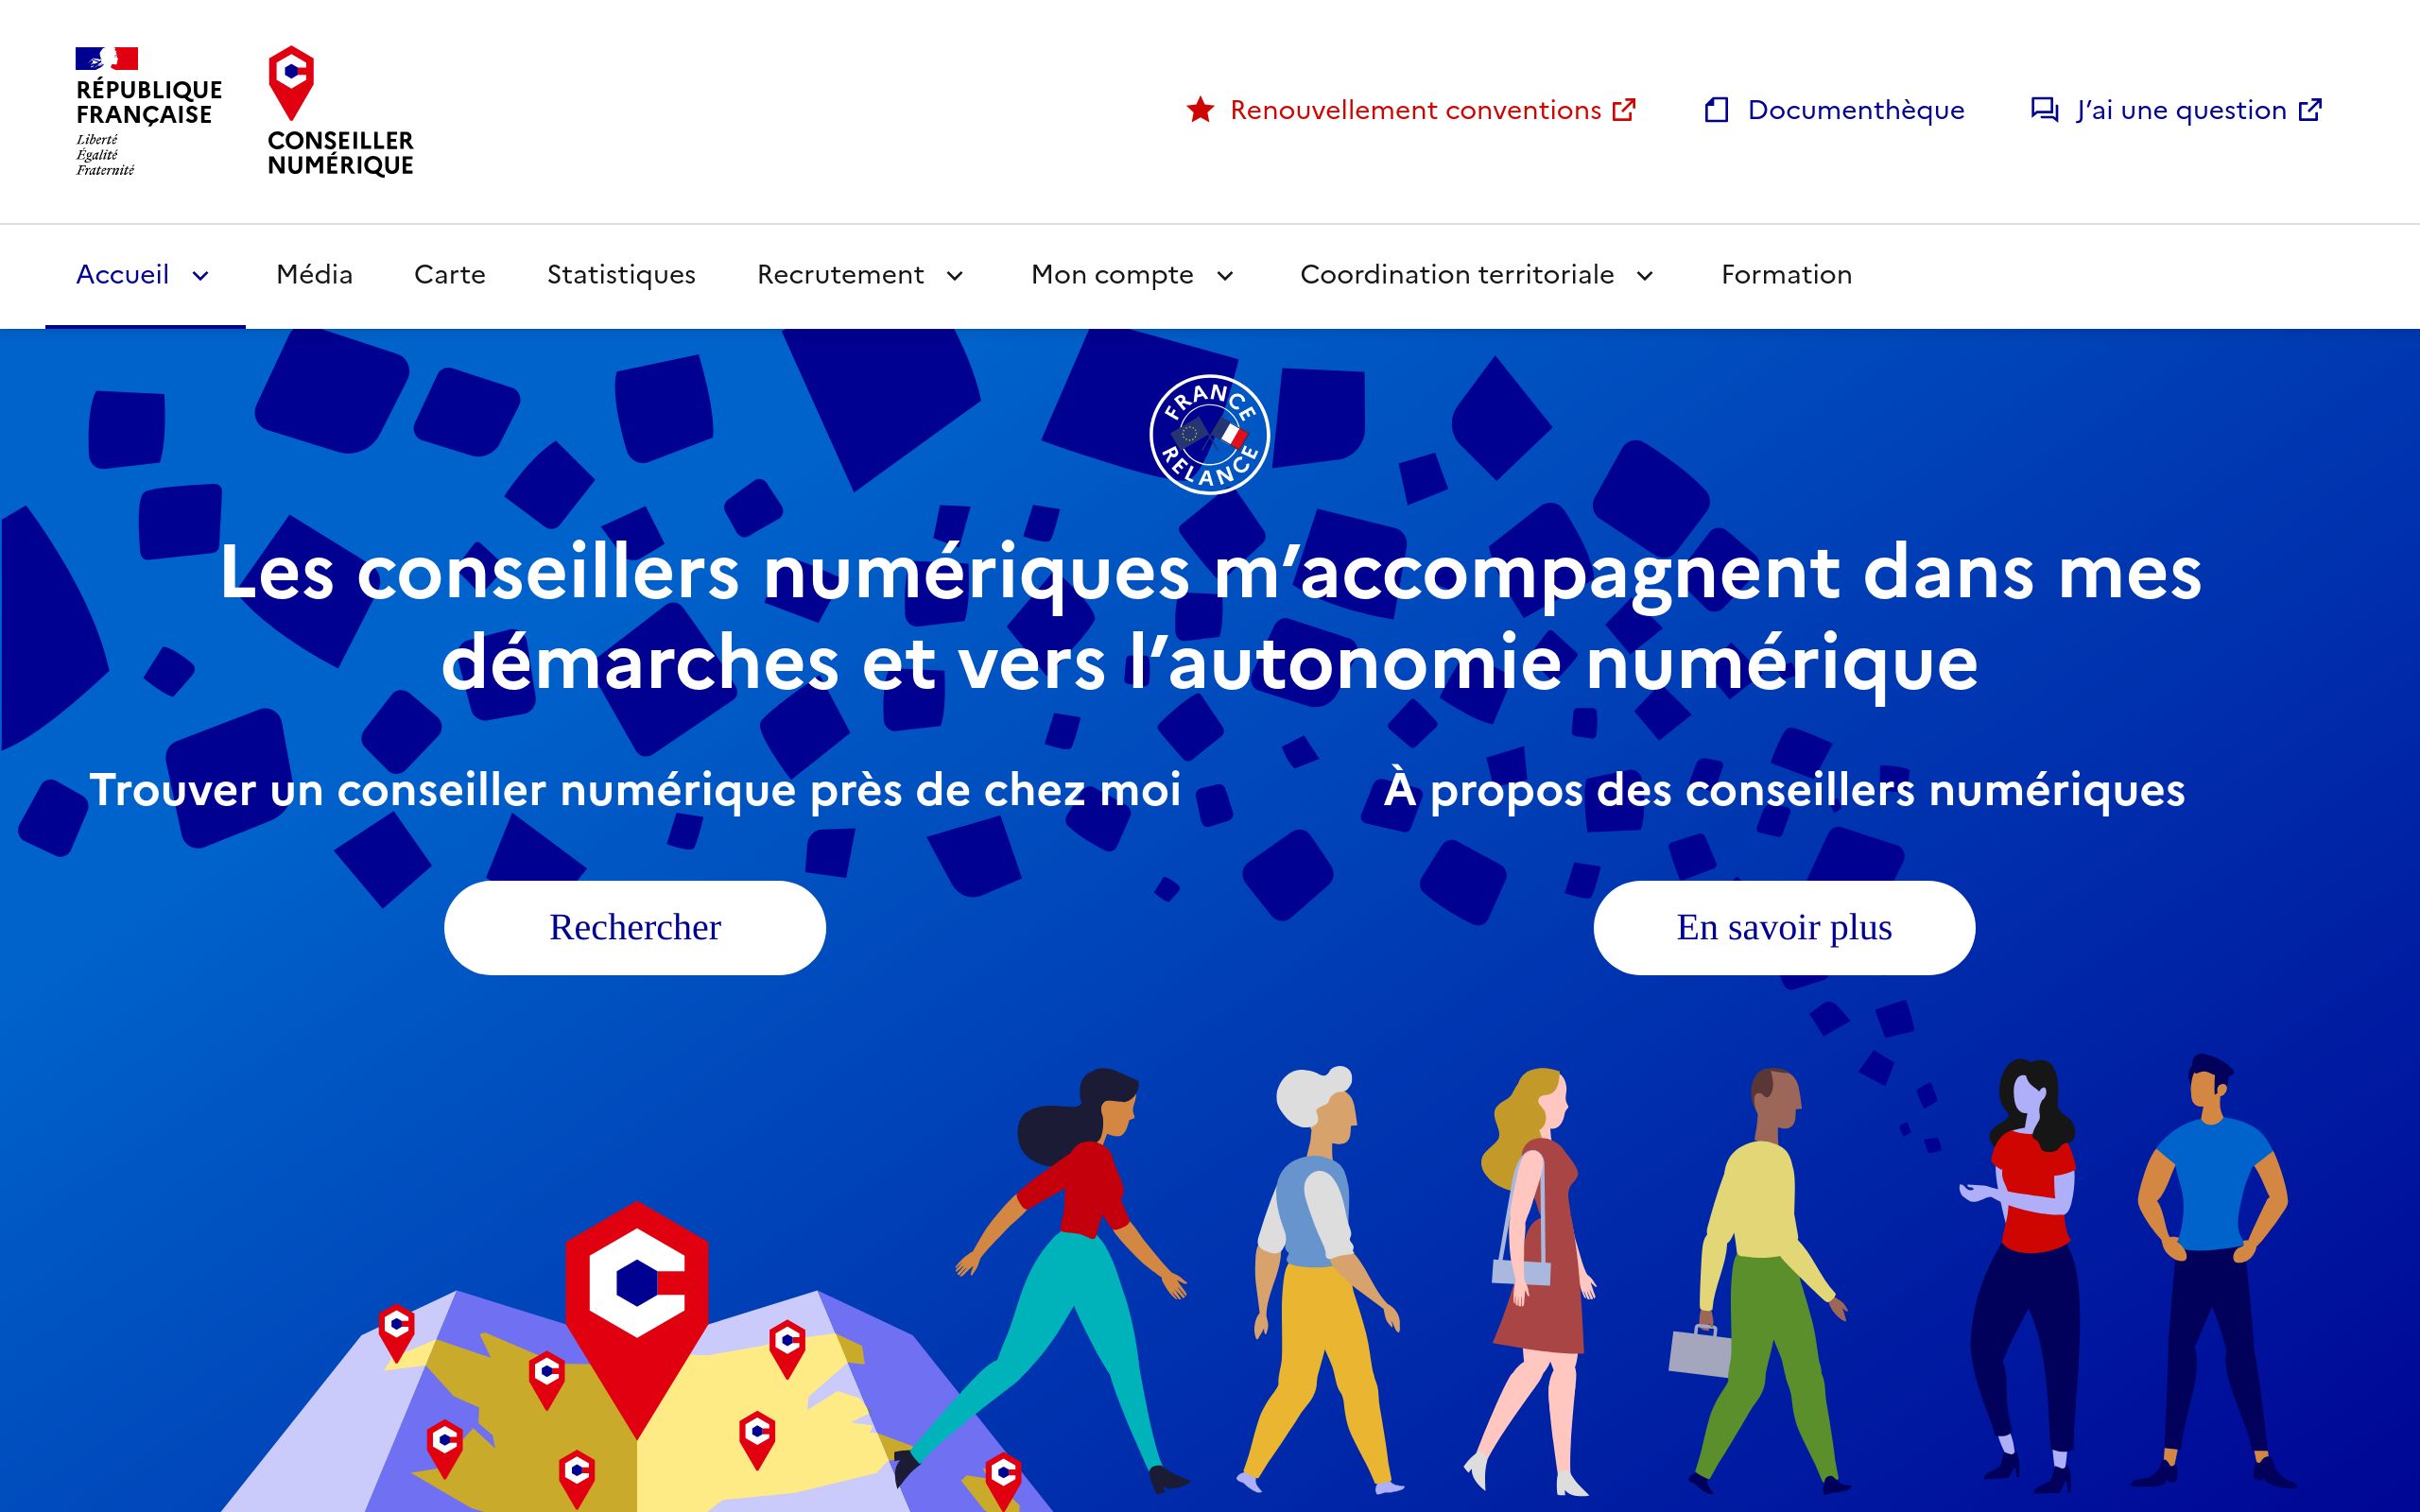 RÉPUBLIQUE
FRANÇAISE
Liberté
Égalité
Fraternité
CONSEILLER
NUMÉRIQUE
Renouvellement conventions
Documenthèque
J’ai une question
Accueil
Média
Carte
Statistiques
Recrutement
Mon compte
Coordination territoriale
Formation
FRANCE
RELANCE
Les conseillers numériques m’accompagnent dans mes
démarches et vers l’autonomie numérique
Trouver un conseiller numérique près de chez moi
Rechercher
À propos des conseillers numériques
En savoir plus